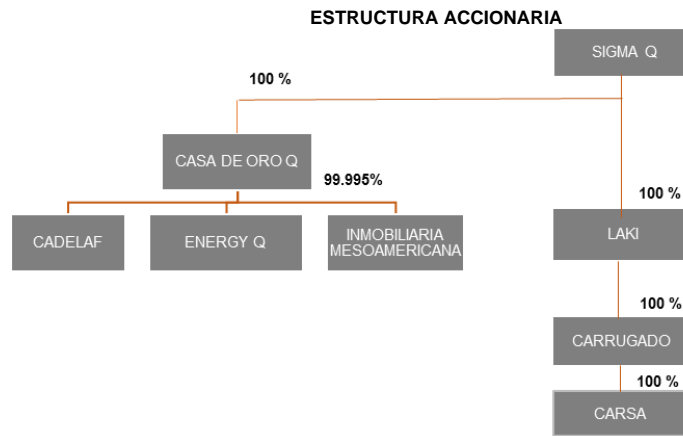 ESTRUCTURA ACCIONARIA
SIGMA Q
100 %
CASA DE ORO Q
99.995%
100 %
CADELAF
ENERGY Q
INMOBILIARIA
MESOAMERICANA
LAKI
100 %
CARRUGADO
100 %
CARSA